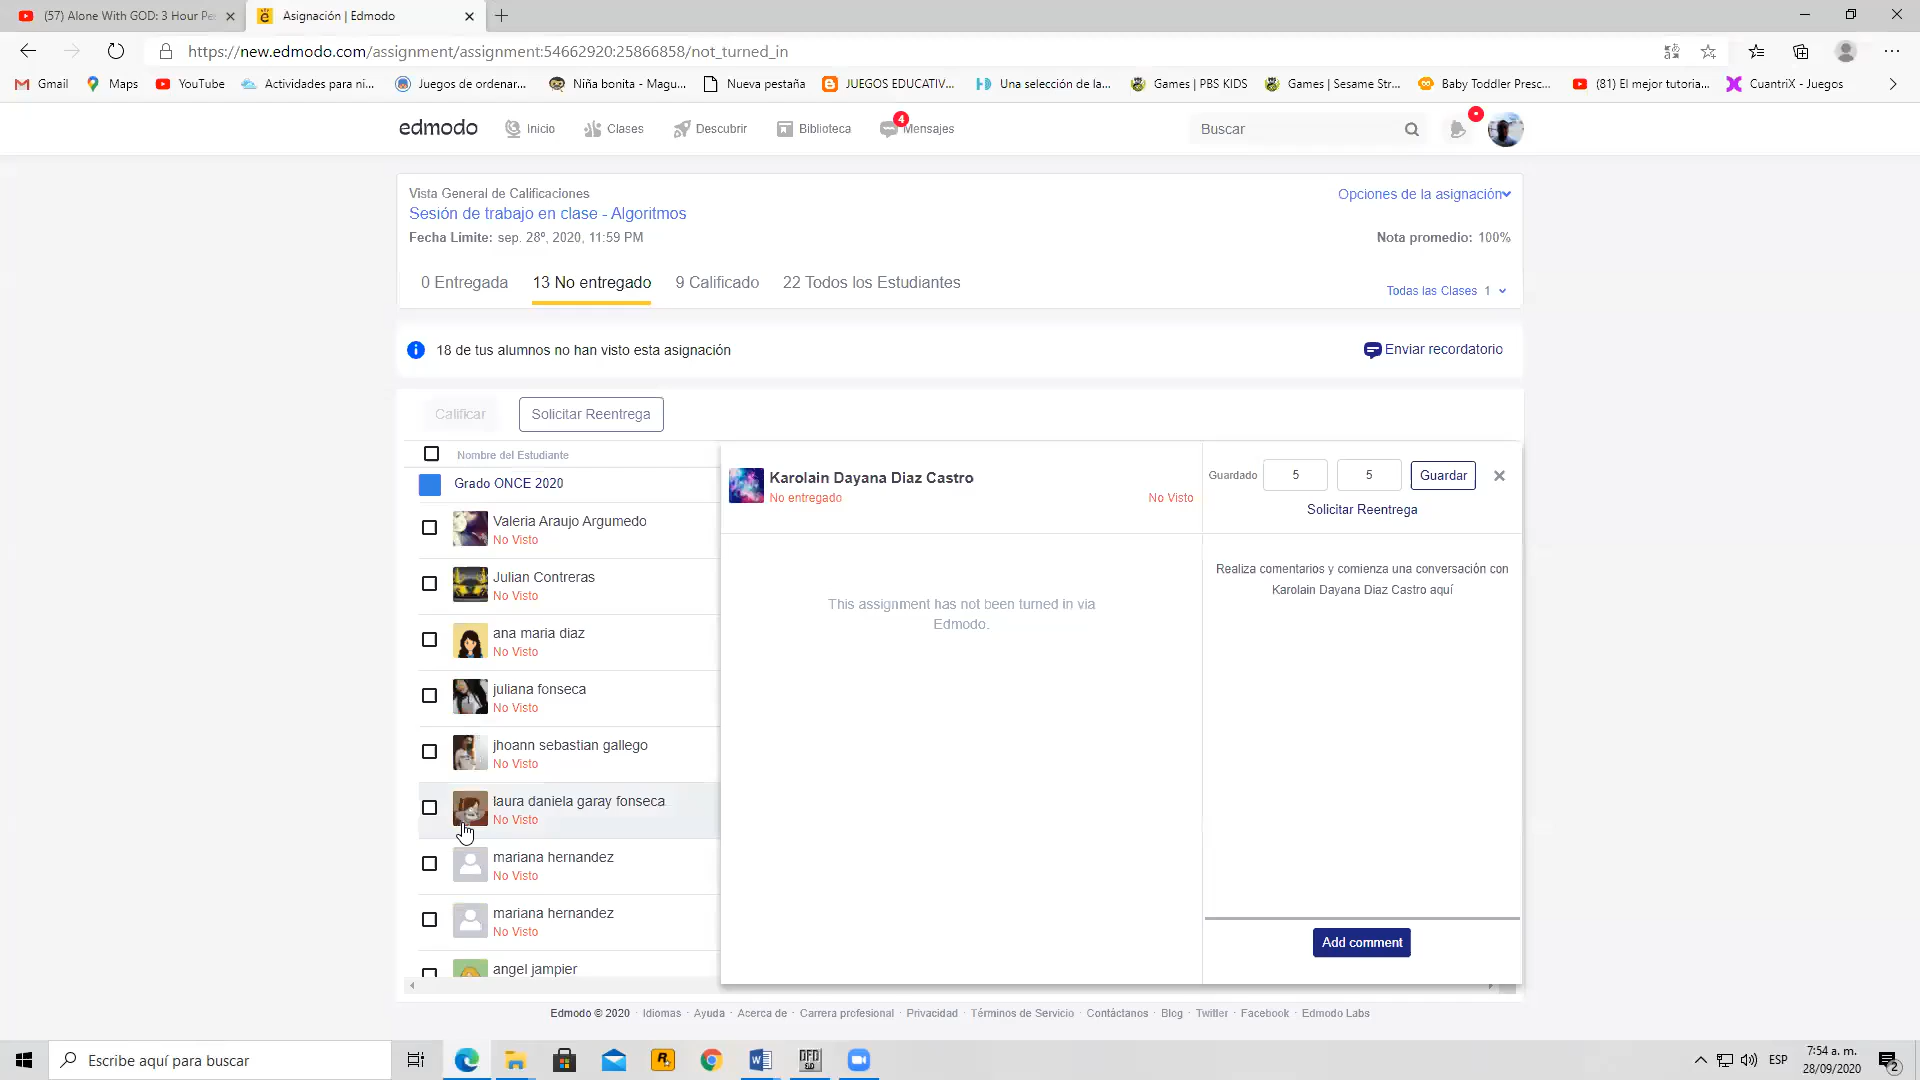 (57) Alone With GOD: 3 Hour Pe
Asignación | Edmodo
https://new.edmodo.com/assignment/assignment:54662920:25866858/not_turned_in
Gmail
Maps
YouTube
Actividades para ni...
Juegos de ordenar...
Niña bonita - Magu...
Nueva pestaña
JUEGOS EDUCATIV...
Una selección de la...
Games | PBS KIDS
Games | Sesame Str...
Baby Toddler Presc...
(81) El mejor tutoria...
CuantriX - Juegos
edmodo
Inicio
Clases
Descubrir
Biblioteca
4
Mensajes
Buscar
Vista General de Calificaciones
Opciones de la asignación
Sesión de trabajo en clase - Algoritmos
Fecha Limite: sep. 28º, 2020, 11:59 PM
Nota promedio: 100%
0 Entregada
13 No entregado
9 Calificado
22 Todos los Estudiantes
Todas las Clases 1
18 de tus alumnos no han visto esta asignación
Enviar recordatorio
Calificar
Solicitar Reentrega
Nombre del Estudiante
Grado ONCE 2020
Valeria Araujo Argumedo
No Visto
Julian Contreras
No Visto
ana maria diaz
No Visto
juliana fonseca
No Visto
jhoann sebastian gallego
No Visto
laura daniela garay fonseca
No Visto
mariana hernandez
No Visto
mariana hernandez
No Visto
angel jampier
Karolain Dayana Diaz Castro
No entregado
No Visto
This assignment has not been turned in via
Edmodo.
Guardado
5
5
Guardar
Solicitar Reentrega
Realiza comentarios y comienza una conversación con
Karolain Dayana Diaz Castro aquí
Add comment
Edmodo © 2020 · Idiomas · Ayuda · Acerca de · Carrera profesional · Privacidad · Términos de Servicio · Contáctanos · Blog · Twitter · Facebook · Edmodo Labs
Escribe aquí para buscar
ESP
7:54 a. m.
28/09/2020
2